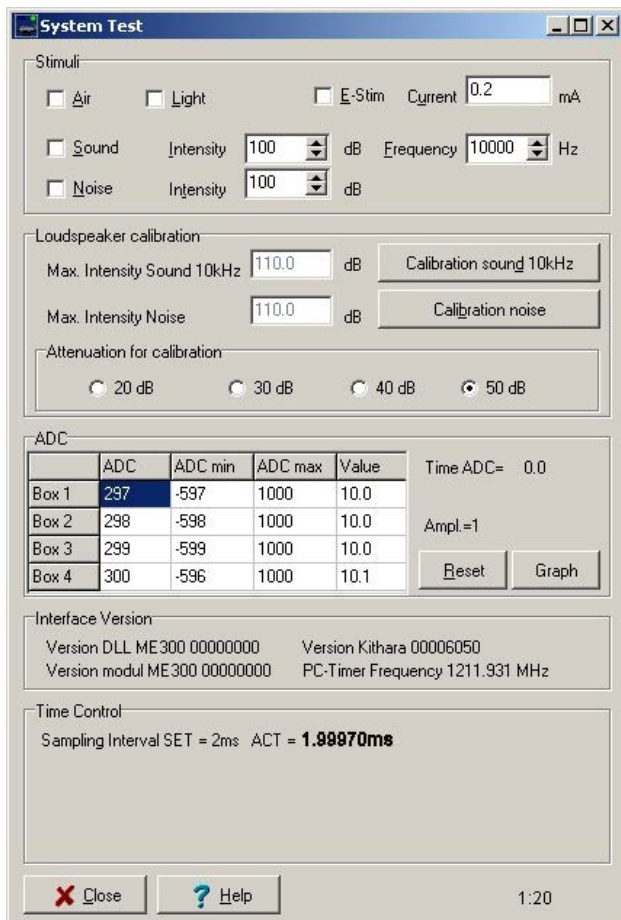 System Test
Stimuli
Air Light E-Stim Current 0.2 mA
Sound Intensity 100 dB Frequency 10000 Hz
Noise Intensity 100 dB
Loudspeaker calibration
Max. Intensity Sound 10kHz 110.0 dB Calibration sound 10kHz
Max. Intensity Noise 110.0 dB Calibration noise
Attenuation for calibration
20 dB 30 dB 40 dB 50 dB
ADC
ADC ADC min ADC max Value Time ADC= 0.0
Box 1 297 -597 1000 10.0
Box 2 298 -598 1000 10.0 Ampl.=1
Box 3 299 -599 1000 10.0
Box 4 300 -596 1000 10.1 Reset Graph
Interface Version
Version DLL ME300 00000000 Version Kithara 00006050
Version modul ME300 00000000 PC-Timer Frequency 1211.931 MHz
Time Control
Sampling Interval SET = 2ms ACT = 1.99970ms
Close ? Help 1:20